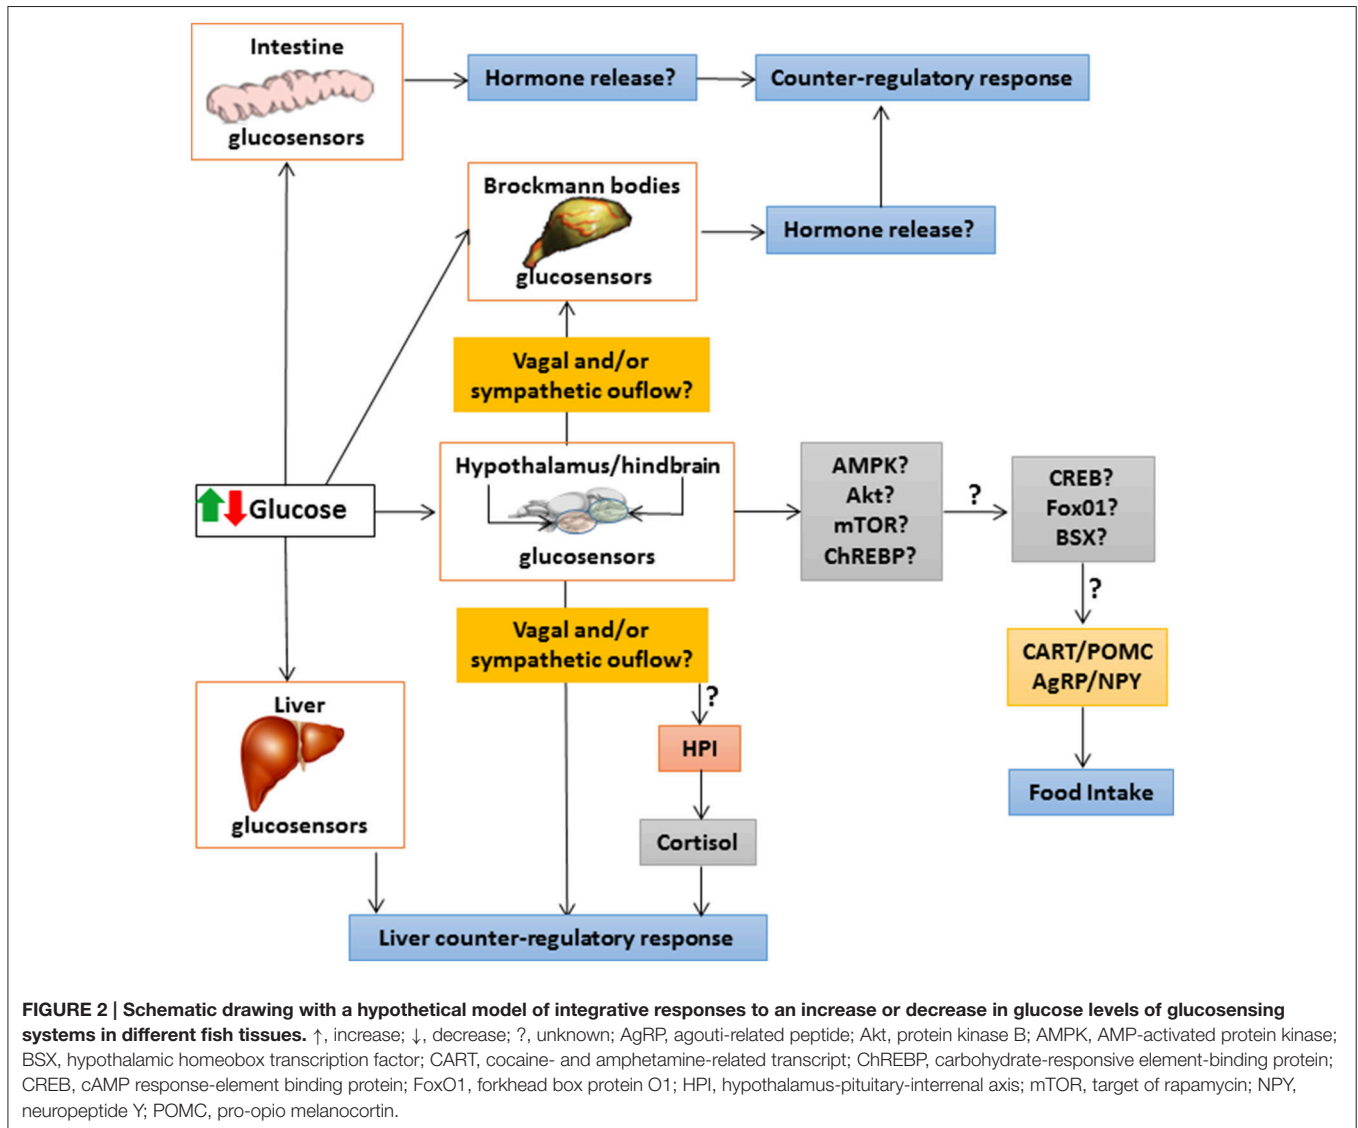 Intestine
glucosensors
Hormone release?
Counter-regulatory response
Brockmann bodies
glucosensors
Hormone release?
Vagal and/or
sympathetic ouflow?
Glucose
Hypothalamus/hindbrain
glucosensors
AMPK?
Akt?
mTOR?
ChREBP?
?
CREB?
Fox01?
BSX?
?
CART/POMC
AgRP/NPY
Food Intake
Vagal and/or
sympathetic ouflow?
?
HPI
Cortisol
Liver
glucosensors
Liver counter-regulatory response
FIGURE 2 | Schematic drawing with a hypothetical model of integrative responses to an increase or decrease in glucose levels of glucosensing
systems in different fish tissues. ↑, increase; ↓, decrease; ?, unknown; AgRP, agouti-related peptide; Akt, protein kinase B; AMPK, AMP-activated protein kinase;
BSX, hypothalamic homeobox transcription factor; CART, cocaine- and amphetamine-related transcript; ChREBP, carbohydrate-responsive element-binding protein;
CREB, cAMP response-element binding protein; FoxO1, forkhead box protein O1; HPI, hypothalamus-pituitary-interrenal axis; mTOR, target of rapamycin; NPY,
neuropeptide Y; POMC, pro-opio melanocortin.